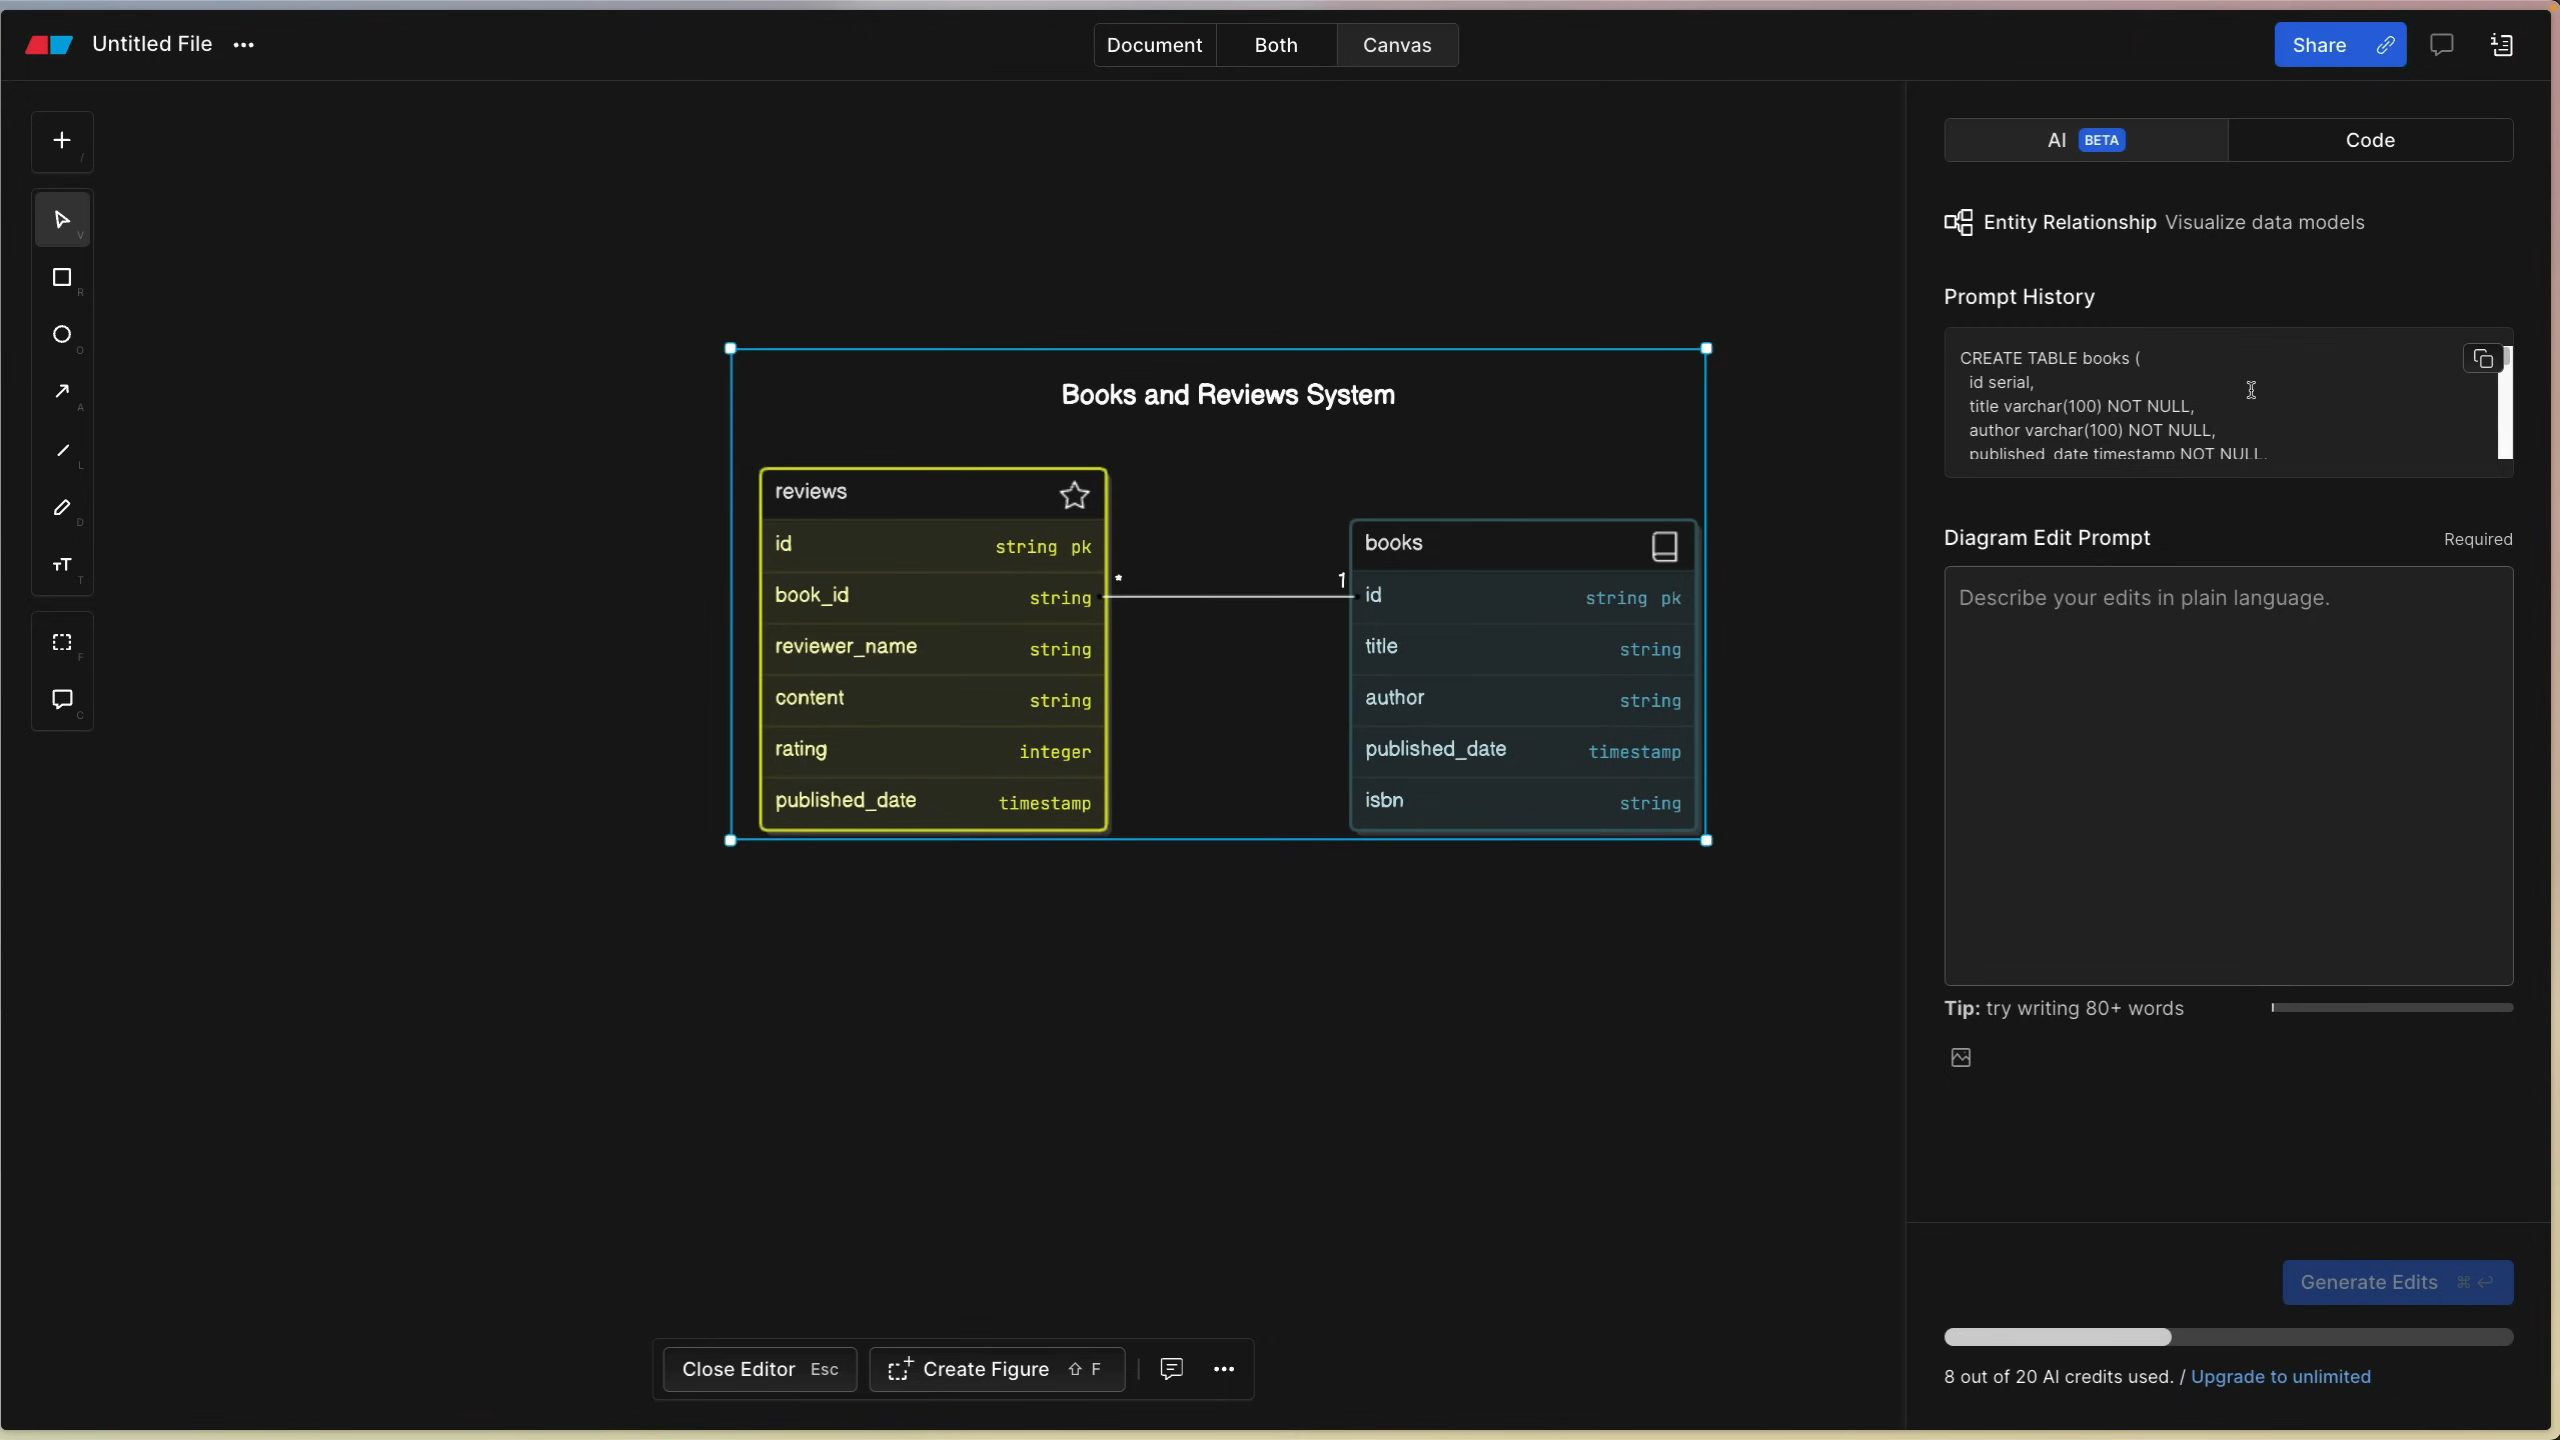 Untitled File
Document Both Canvas
Share
/
V
R
O
A
L
D
T
F
C
Books and Reviews System
reviews
id string pk
book_id string
reviewer_name string
content string
rating integer
published_date timestamp
* 1
books
id string pk
title string
author string
published_date timestamp
isbn string
Close Editor Esc
Create Figure ⇧ F
AI BETA Code
Entity Relationship Visualize data models
Prompt History
CREATE TABLE books (
id serial,
title varchar(100) NOT NULL,
author varchar(100) NOT NULL,
published_date timestamp NOT NULL,
Diagram Edit Prompt Required
Describe your edits in plain language.
Tip: try writing 80+ words
Generate Edits ⌘ ↩
8 out of 20 AI credits used. / Upgrade to unlimited